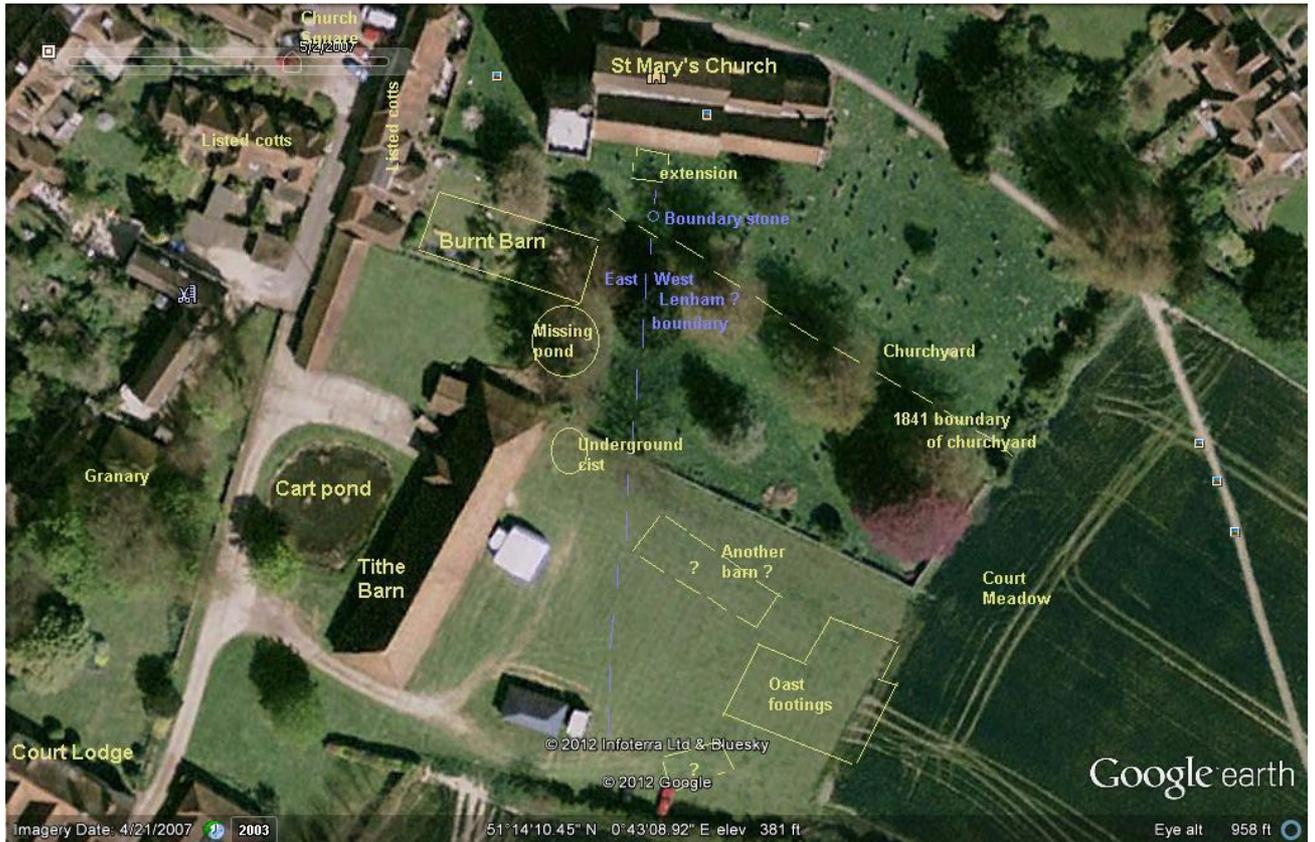 Church
Square
5/2/2007
St Mary's Church
Listed cotts
Listed cotts
extension
Boundary stone
Burnt Barn
East | West
Lenham ?
boundary
Missing
pond
Churchyard
1841 boundary
of churchyard
Underground
cist
Granary
Cart pond
Another
? barn ?
Tithe
Barn
Court
Meadow
Oast
footings
Court Lodge
© 2012 Infoterra Ltd & Bluesky
?
© 2012 Google
Google earth
Imagery Date: 4/21/2007 2003 51°14'10.45" N 0°43'08.92" E elev 381 ft Eye alt 958 ft